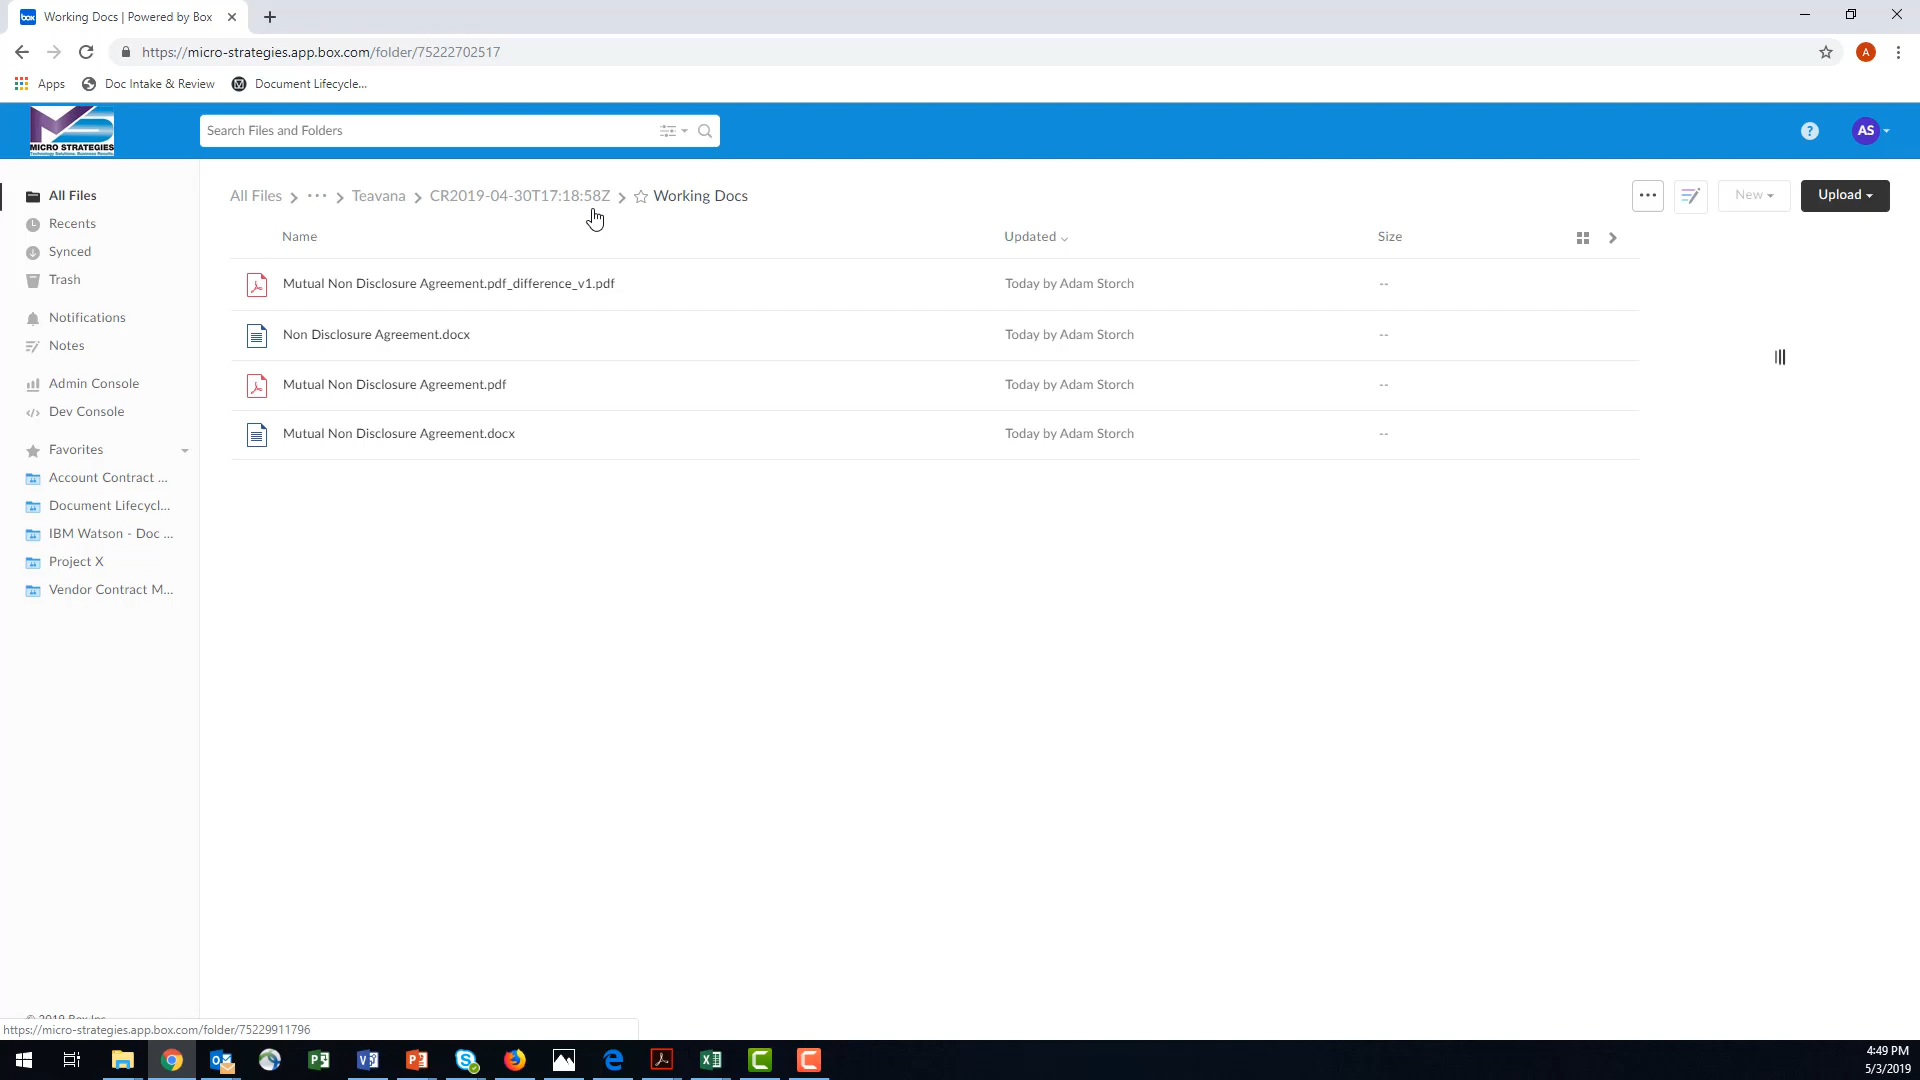 Working Docs | Powered by Box
https://micro-strategies.app.box.com/folder/75222702517
A
Apps
Doc Intake & Review
Document Lifecycle...
MICRO STRATEGIES
Search Files and Folders
?
AS
All Files
Recents
Synced
Trash
Notifications
Notes
Admin Console
Dev Console
Favorites
Account Contract ...
Document Lifecycl...
IBM Watson - Doc ...
Project X
Vendor Contract M...
All Files > ... > Teavana > CR2019-04-30T17:18:58Z > Working Docs
New
Upload
Name Updated Size
Mutual Non Disclosure Agreement.pdf_difference_v1.pdf Today by Adam Storch --
Non Disclosure Agreement.docx Today by Adam Storch --
Mutual Non Disclosure Agreement.pdf Today by Adam Storch --
Mutual Non Disclosure Agreement.docx Today by Adam Storch --
https://micro-strategies.app.box.com/folder/75229911796
4:49 PM
5/3/2019